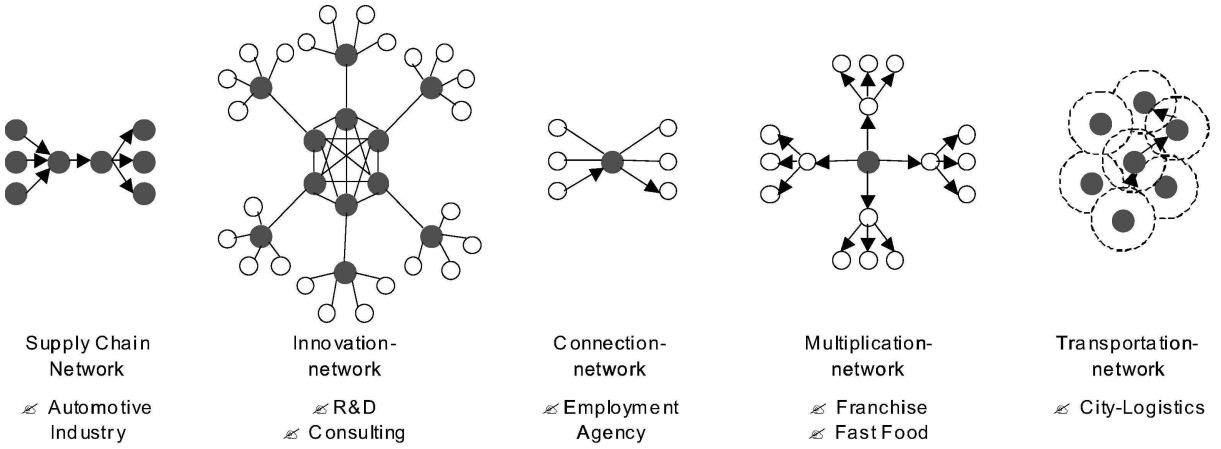 Supply Chain
Network
Automotive
Industry
Innovation-
network
R&D
Consulting
Connection-
network
Employment
Agency
Multiplication-
network
Franchise
Fast Food
Transportation-
network
City-Logistics